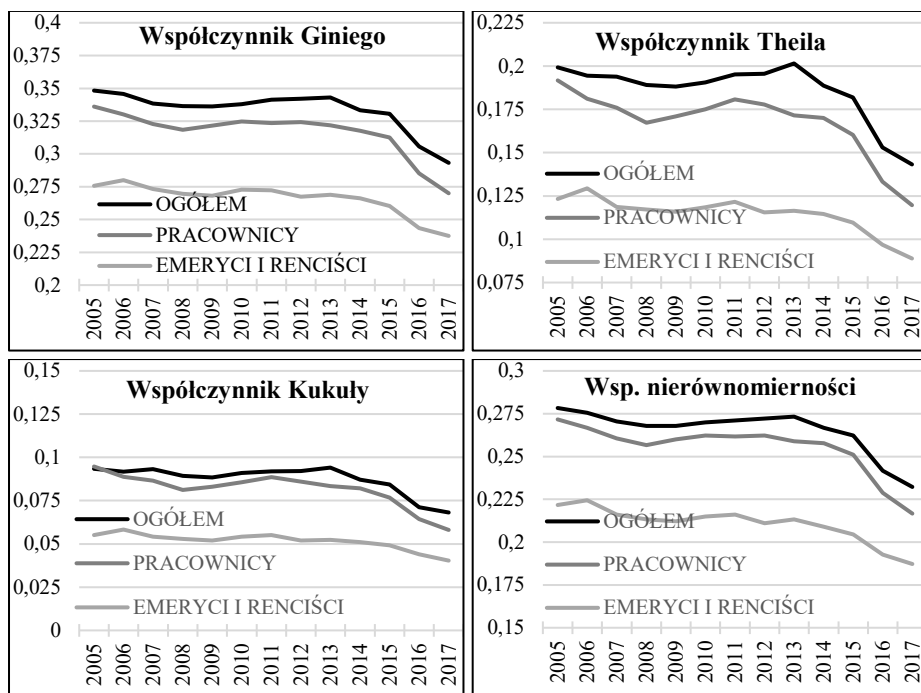 Współczynnik Giniego
0,4
0,375
0,35
0,325
0,3
0,275
0,25
0,225
0,2
OGÓŁEM
PRACOWNICY
EMERYCI I RENCIŚCI
2005 2006 2007 2008 2009 2010 2011 2012 2013 2014 2015 2016 2017
Współczynnik Theila
0,225
0,2
0,175
0,15
0,125
0,1
0,075
OGÓŁEM
PRACOWNICY
EMERYCI I RENCIŚCI
2005 2006 2007 2008 2009 2010 2011 2012 2013 2014 2015 2016 2017
Współczynnik Kukuły
0,15
0,125
0,1
0,075
0,05
0,025
0
OGÓŁEM
PRACOWNICY
EMERYCI I RENCIŚCI
2005 2006 2007 2008 2009 2010 2011 2012 2013 2014 2015 2016 2017
Wsp. nierównomierności
0,3
0,275
0,25
0,225
0,2
0,175
0,15
OGÓŁEM
PRACOWNICY
EMERYCI I RENCIŚCI
2005 2006 2007 2008 2009 2010 2011 2012 2013 2014 2015 2016 2017